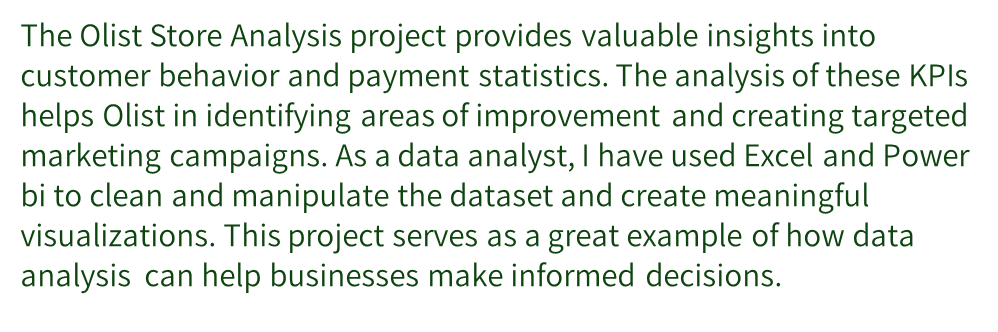 The Olist Store Analysis project provides valuable insights into
customer behavior and payment statistics. The analysis of these KPIs
helps Olist in identifying areas of improvement and creating targeted
marketing campaigns. As a data analyst, I have used Excel and Power
bi to clean and manipulate the dataset and create meaningful
visualizations. This project serves as a great example of how data
analysis can help businesses make informed decisions.